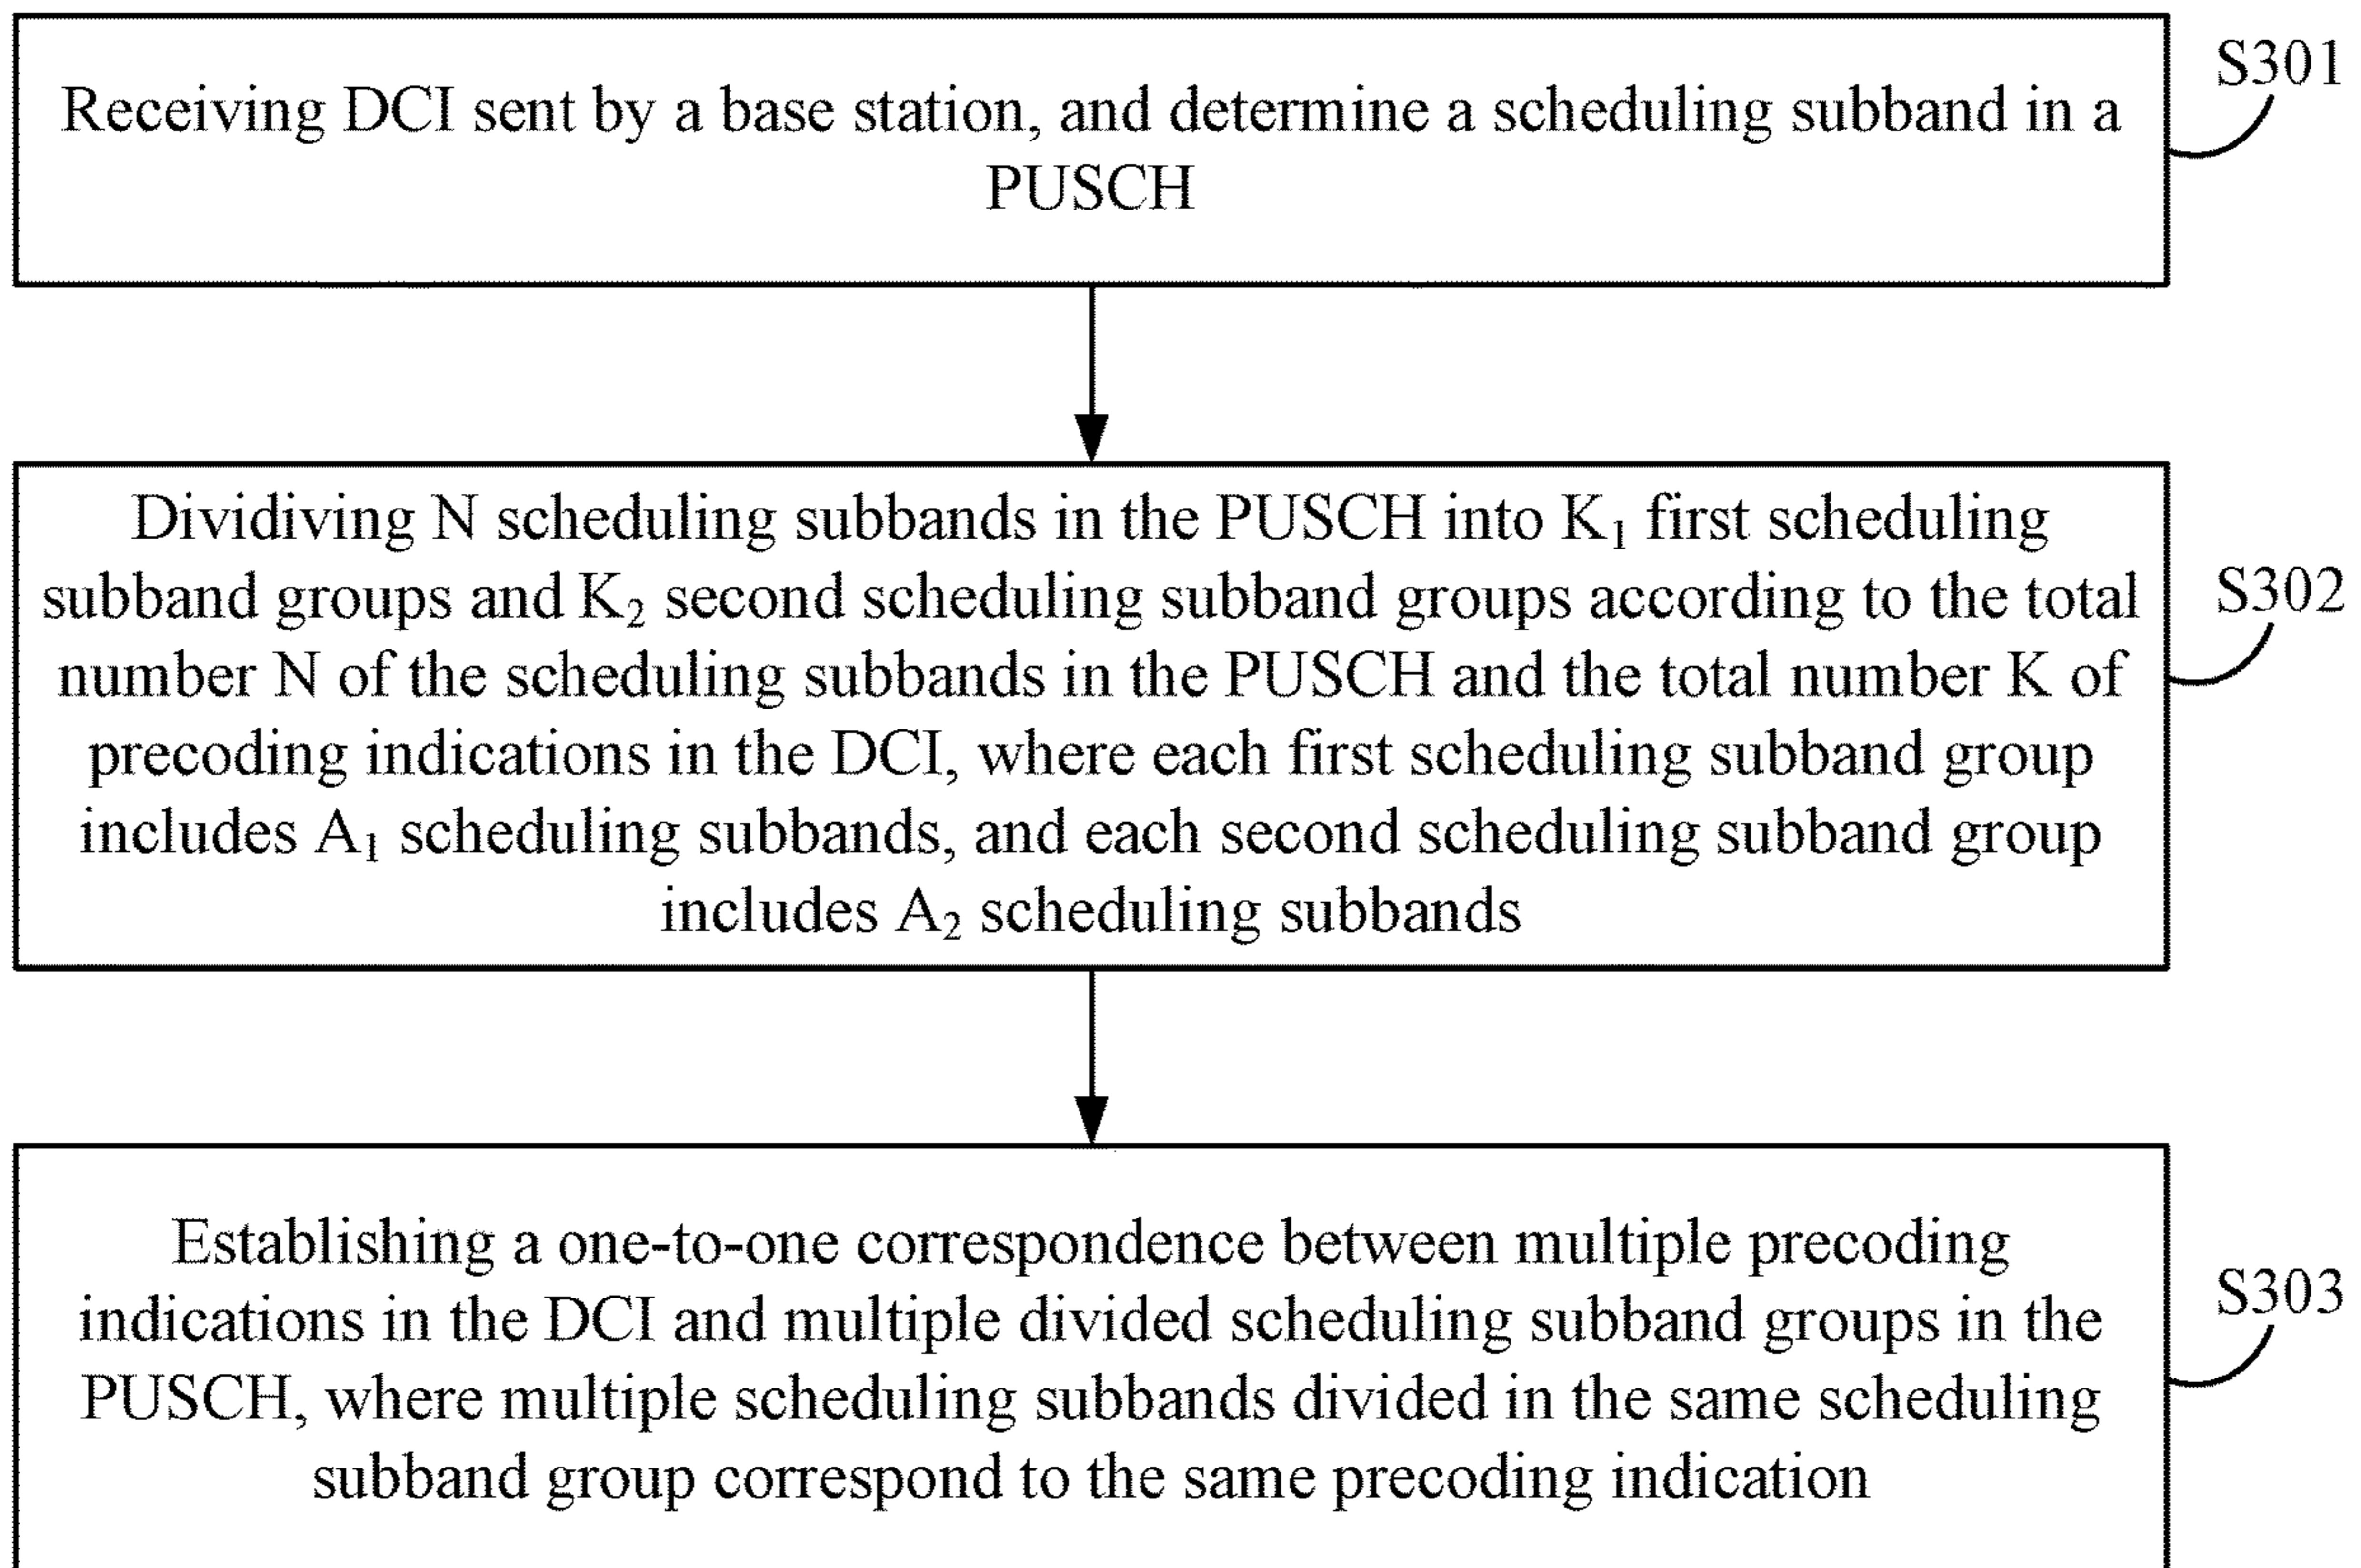 Receiving DCI sent by a base station, and determine a scheduling subband in a
PUSCH
S301
Dividiving N scheduling subbands in the PUSCH into K₁ first scheduling
subband groups and K₂ second scheduling subband groups according to the total
number N of the scheduling subbands in the PUSCH and the total number K of
precoding indications in the DCI, where each first scheduling subband group
includes A₁ scheduling subbands, and each second scheduling subband group
includes A₂ scheduling subbands
S302
Establishing a one-to-one correspondence between multiple precoding
indications in the DCI and multiple divided scheduling subband groups in the
PUSCH, where multiple scheduling subbands divided in the same scheduling
subband group correspond to the same precoding indication
S303